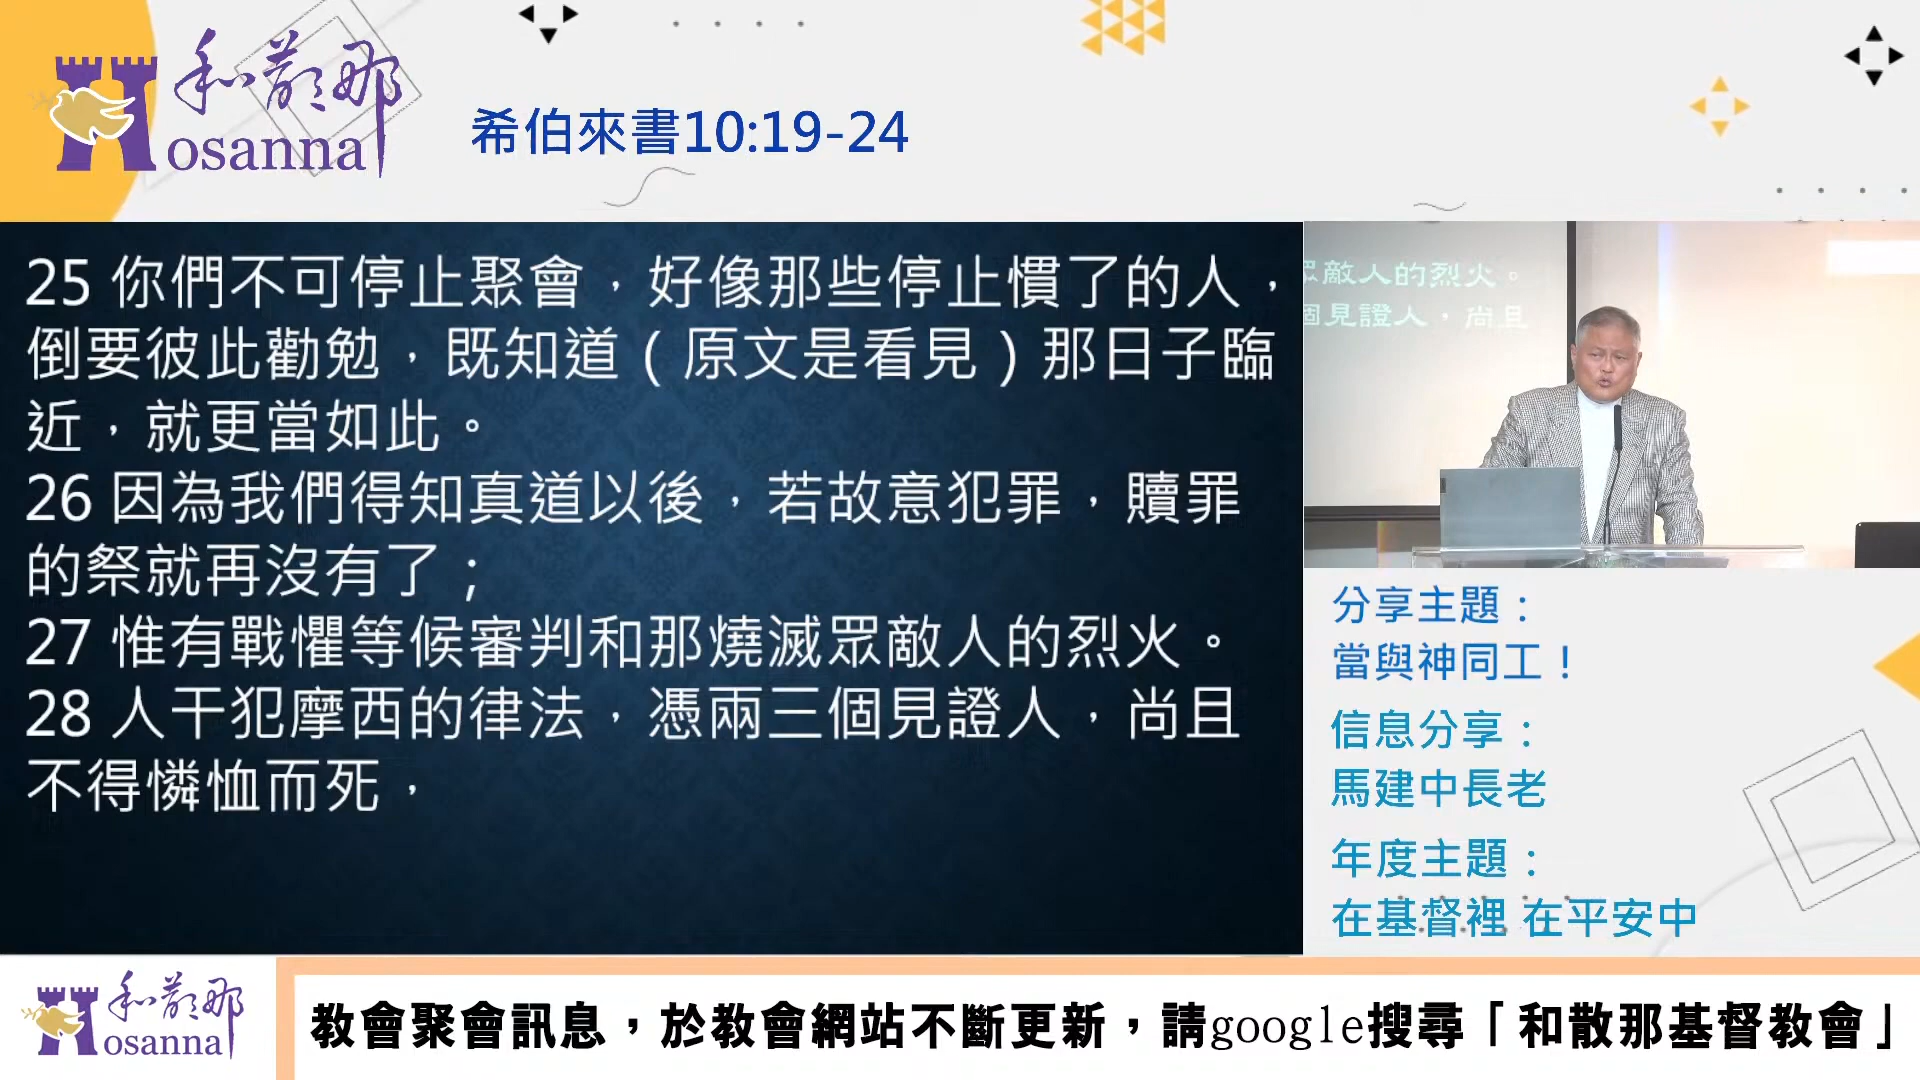 和散那
Hosanna
希伯來書10:19-24
25 你們不可停止聚會，好像那些停止慣了的人，
倒要彼此勸勉，既知道（原文是看見）那日子臨
近，就更當如此。
26 因為我們得知真道以後，若故意犯罪，贖罪
的祭就再沒有了；
27 惟有戰懼等候審判和那燒滅眾敵人的烈火。
28 人干犯摩西的律法，憑兩三個見證人，尚且
不得憐恤而死，
眾敵人的烈火。
個見證人，尚且
分享主題：
當與神同工！
信息分享：
馬建中長老
年度主題：
在基督裡 在平安中
和散那
Hosanna
教會聚會訊息，於教會網站不斷更新，請google搜尋「和散那基督教會」